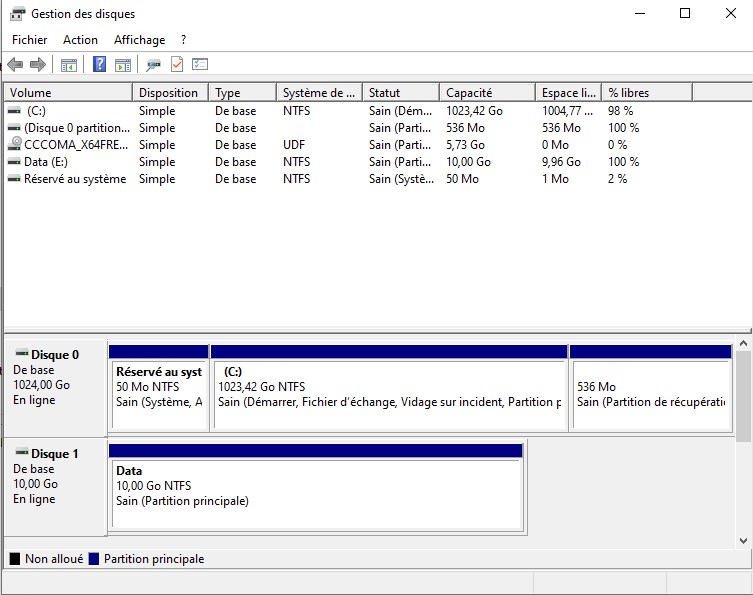 Gestion des disques
Fichier Action Affichage ?
Volume Disposition Type Système de ... Statut Capacité Espace li... % libres
(C:) Simple De base NTFS Sain (Dém... 1023,42 Go 1004,77 ... 98 %
(Disque 0 partition... Simple De base Sain (Parti... 536 Mo 536 Mo 100 %
CCCOMA_X64FRE... Simple De base UDF Sain (Parti... 5,73 Go 0 Mo 0 %
Data (E:) Simple De base NTFS Sain (Parti... 10,00 Go 9,96 Go 100 %
Réservé au système Simple De base NTFS Sain (Systè... 50 Mo 1 Mo 2 %
Disque 0
De base
1024,00 Go
En ligne
Réservé au syst
50 Mo NTFS
Sain (Système, A
(C:)
1023,42 Go NTFS
Sain (Démarrer, Fichier d'échange, Vidage sur incident, Partition p
536 Mo
Sain (Partition de récupérati
Disque 1
De base
10,00 Go
En ligne
Data
10,00 Go NTFS
Sain (Partition principale)
Non alloué Partition principale